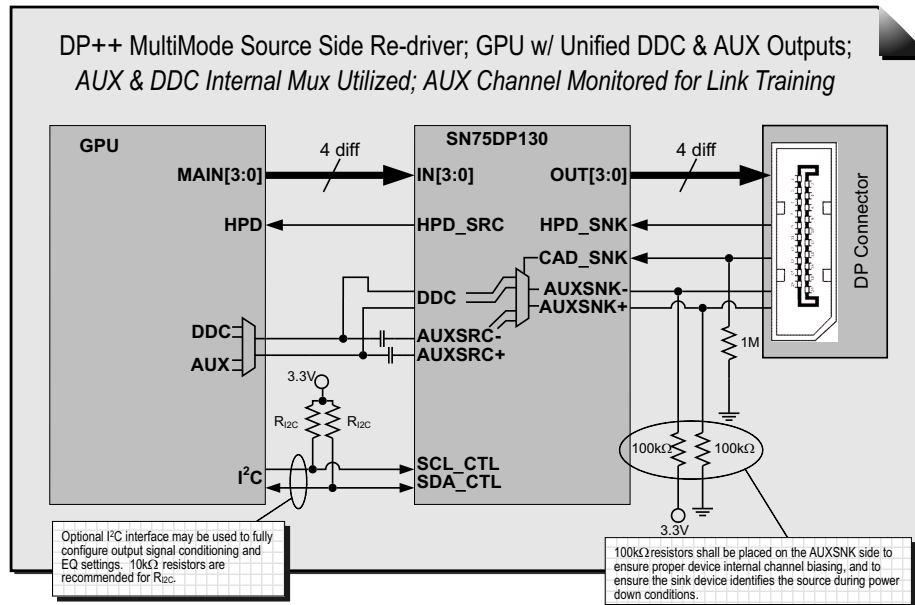 DP++ MultiMode Source Side Re-driver; GPU w/ Unified DDC & AUX Outputs;
AUX & DDC Internal Mux Utilized; AUX Channel Monitored for Link Training
GPU
SN75DP130
MAIN[3:0]
4 diff
IN[3:0]
OUT[3:0]
4 diff
HPD
HPD_SRC
HPD_SNK
CAD_SNK
DP Connector
DDC
AUXSNK-
AUXSNK+
DDC
AUXSRC-
AUXSRC+
AUX
1M
3.3V
RI2C
RI2C
100kΩ
100kΩ
I2C
SCL_CTL
SDA_CTL
3.3V
Optional I2C interface may be used to fully
configure output signal conditioning and
EQ settings. 10kΩ resistors are
recommended for RI2C.
100kΩ resistors shall be placed on the AUXSNK side to
ensure proper device internal channel biasing, and to
ensure the sink device identifies the source during power
down conditions.